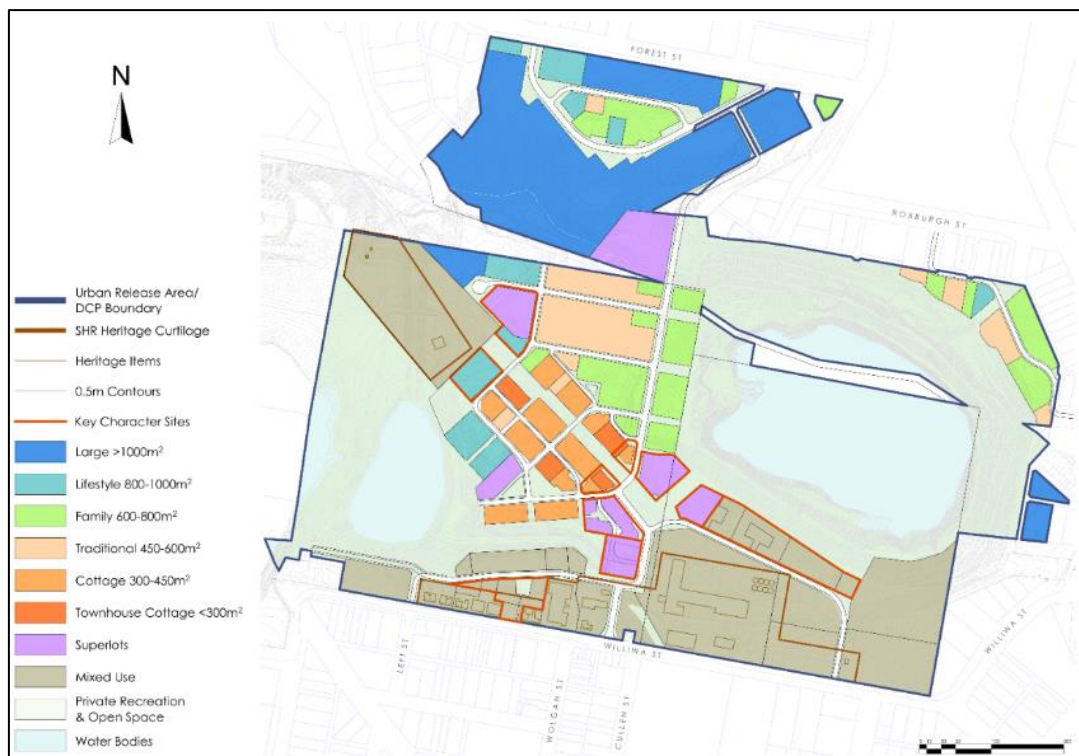 N
FOREST ST
ROXBURGH ST
Urban Release Area/
DCP Boundary
SHR Heritage Curtilage
Heritage Items
0.5m Contours
Key Character Sites
Large >1000m²
Lifestyle 800-1000m²
Family 600-800m²
Traditional 450-600m²
Cottage 300-450m²
Townhouse Cottage <300m²
Superlots
Mixed Use
Private Recreation
& Open Space
Water Bodies
WILLIWA ST
WILLIWA ST
WOLGAN ST
CULLEN ST